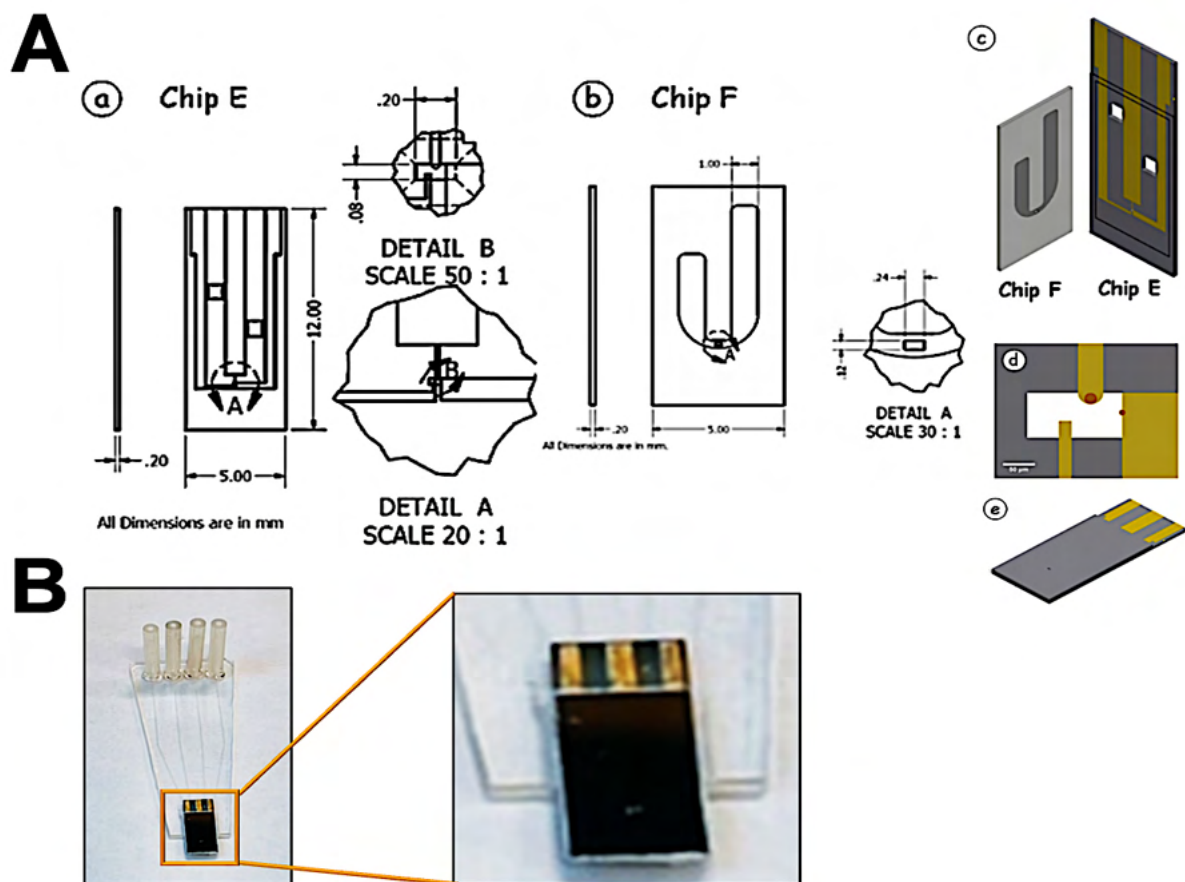 A
a Chip E
.20
.08
DETAIL B
SCALE 50 : 1
12.00
A
B
.20
5.00
DETAIL A
SCALE 20 : 1
All Dimensions are in mm
b Chip F
1.00
A
.20
5.00
All Dimensions are in mm.
.24
.12
DETAIL A
SCALE 30 : 1
c
Chip F
Chip E
d
e
B